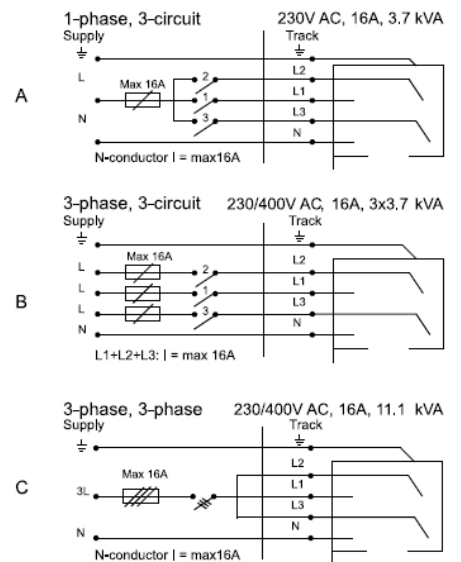 1-phase, 3-circuit 230V AC, 16A, 3.7 kVA
Supply Track
L L2
Max 16A 2
L1
1
A
N L3
3
N
N-conductor I = max16A
3-phase, 3-circuit 230/400V AC, 16A, 3x3.7 kVA
Supply Track
Max 16A L2
L 2
L1
L 1
B
L L3
3
N N
L1+L2+L3: I = max 16A
3-phase, 3-phase 230/400V AC, 16A, 11.1 kVA
Supply Track
L2
Max 16A
C 3L L1
L3
N N
N-conductor I = max16A